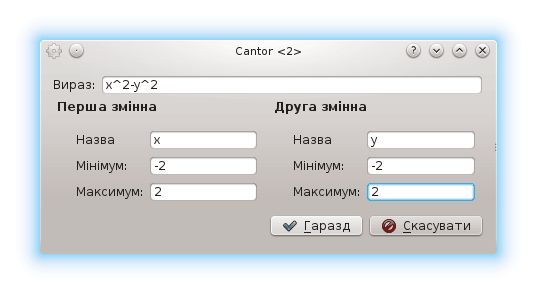 Cantor <2>
Вираз: x^2-y^2
Перша змінна Друга змінна
Назва x Назва y
Мінімум: -2 Мінімум: -2
Максимум: 2 Максимум: 2
Гаразд Скасувати